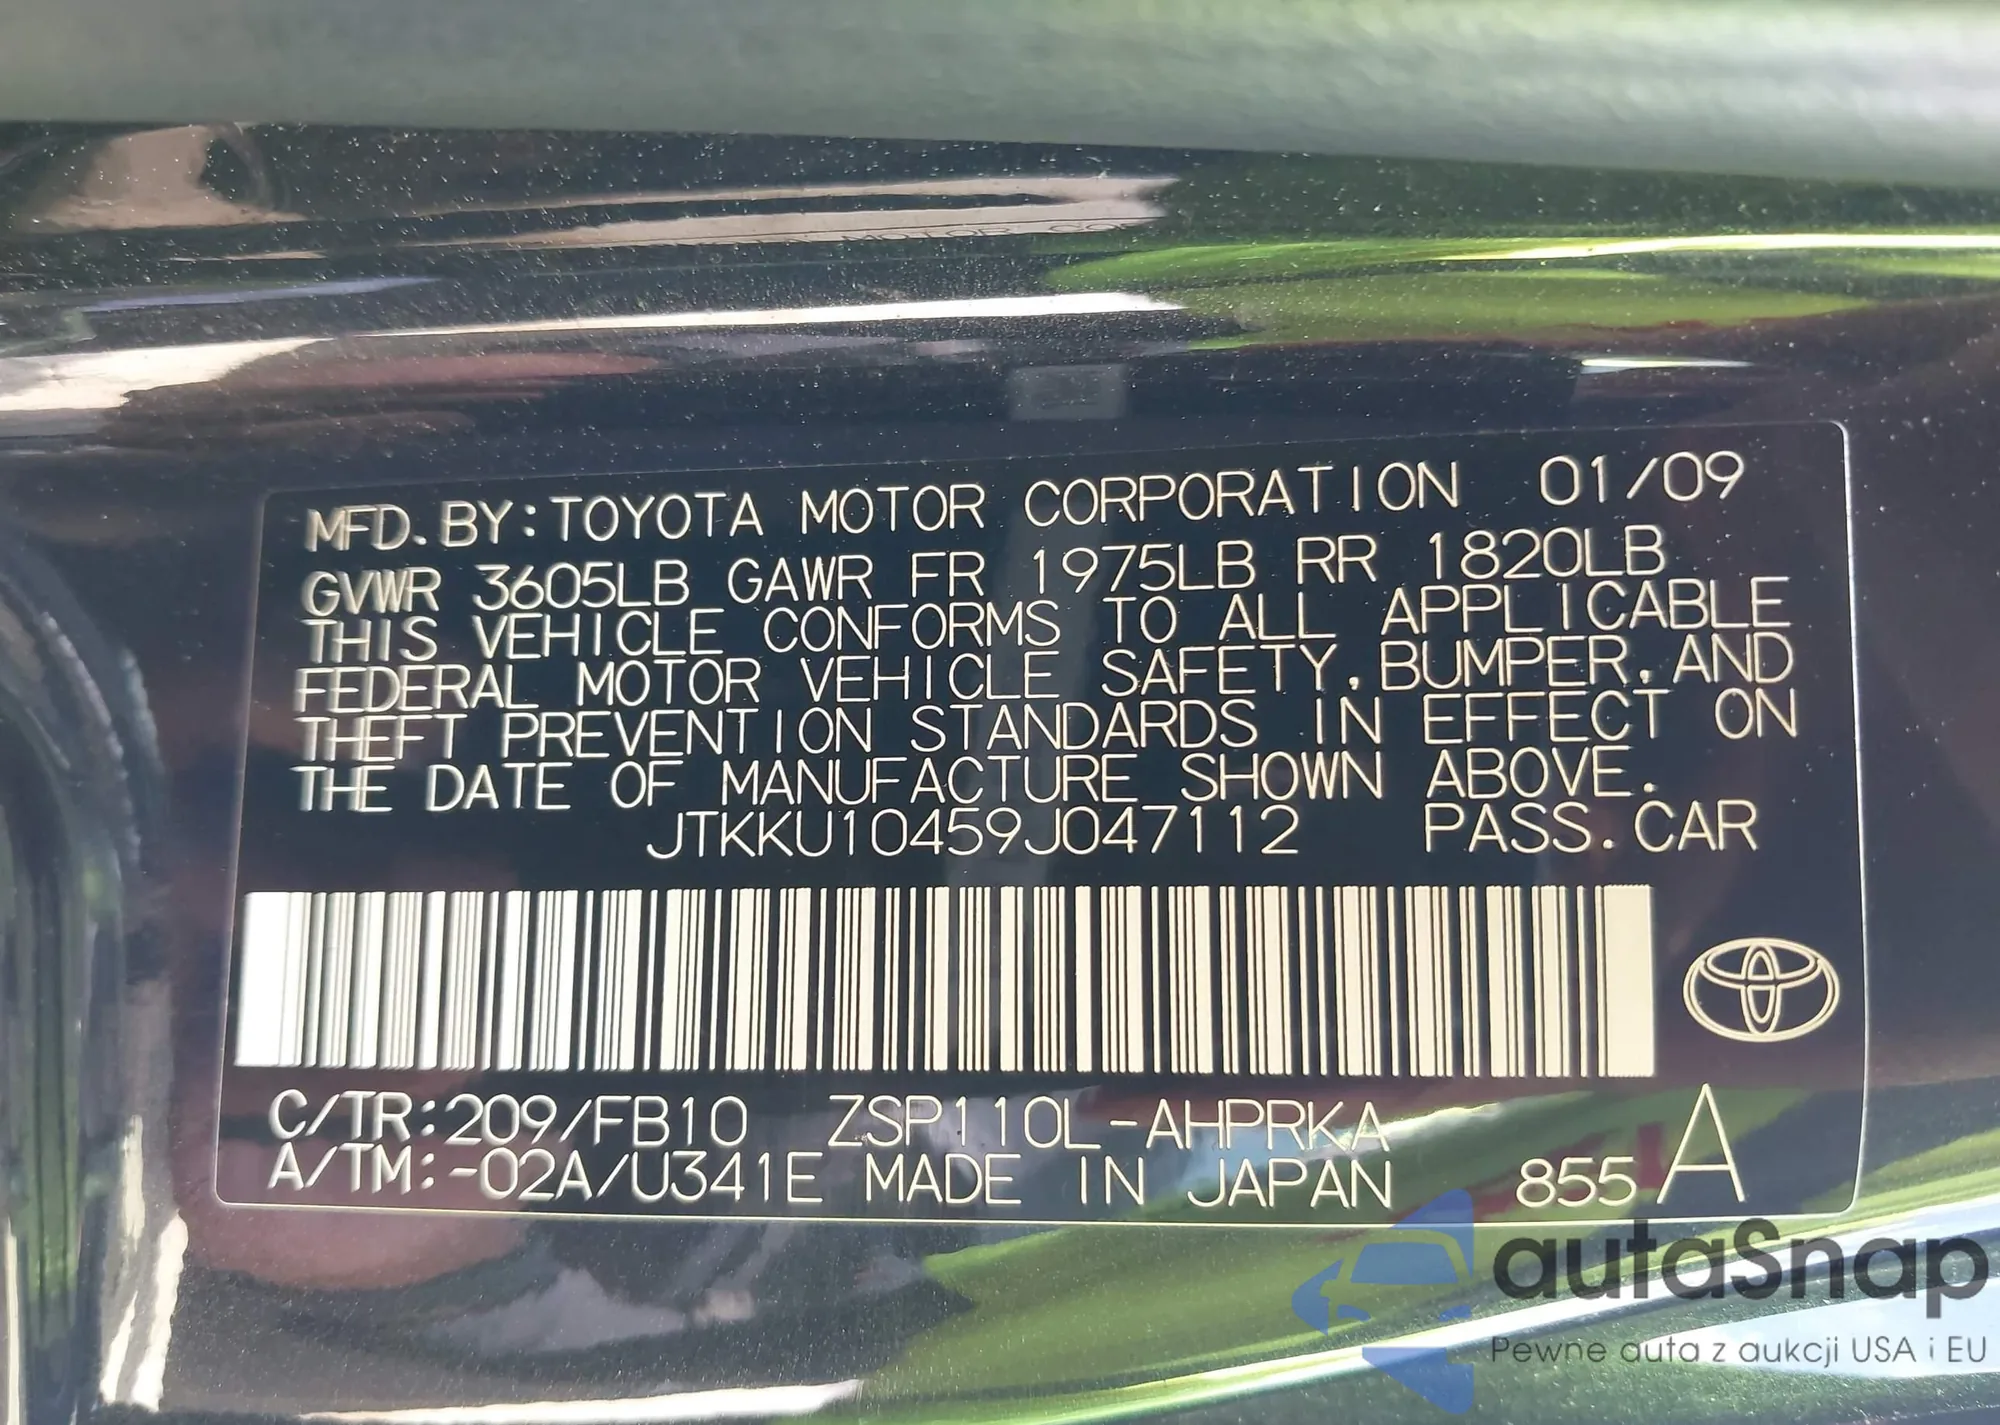 MFD. BY: TOYOTA MOTOR CORPORATION 01/09
GVWR 3605LB GAWR FR 1975LB RR 1820LB
THIS VEHICLE CONFORMS TO ALL APPLICABLE
FEDERAL MOTOR VEHICLE SAFETY, BUMPER, AND
THEFT PREVENTION STANDARDS IN EFFECT ON
THE DATE OF MANUFACTURE SHOWN ABOVE.
JTKKU10459J047112 PASS. CAR
C/TR:209/FB10 ZSP110L-AHPRKA
A/TM:-02A/U341E MADE IN JAPAN 855 A
autaSnap
Pewne auta z aukcji USA i EU